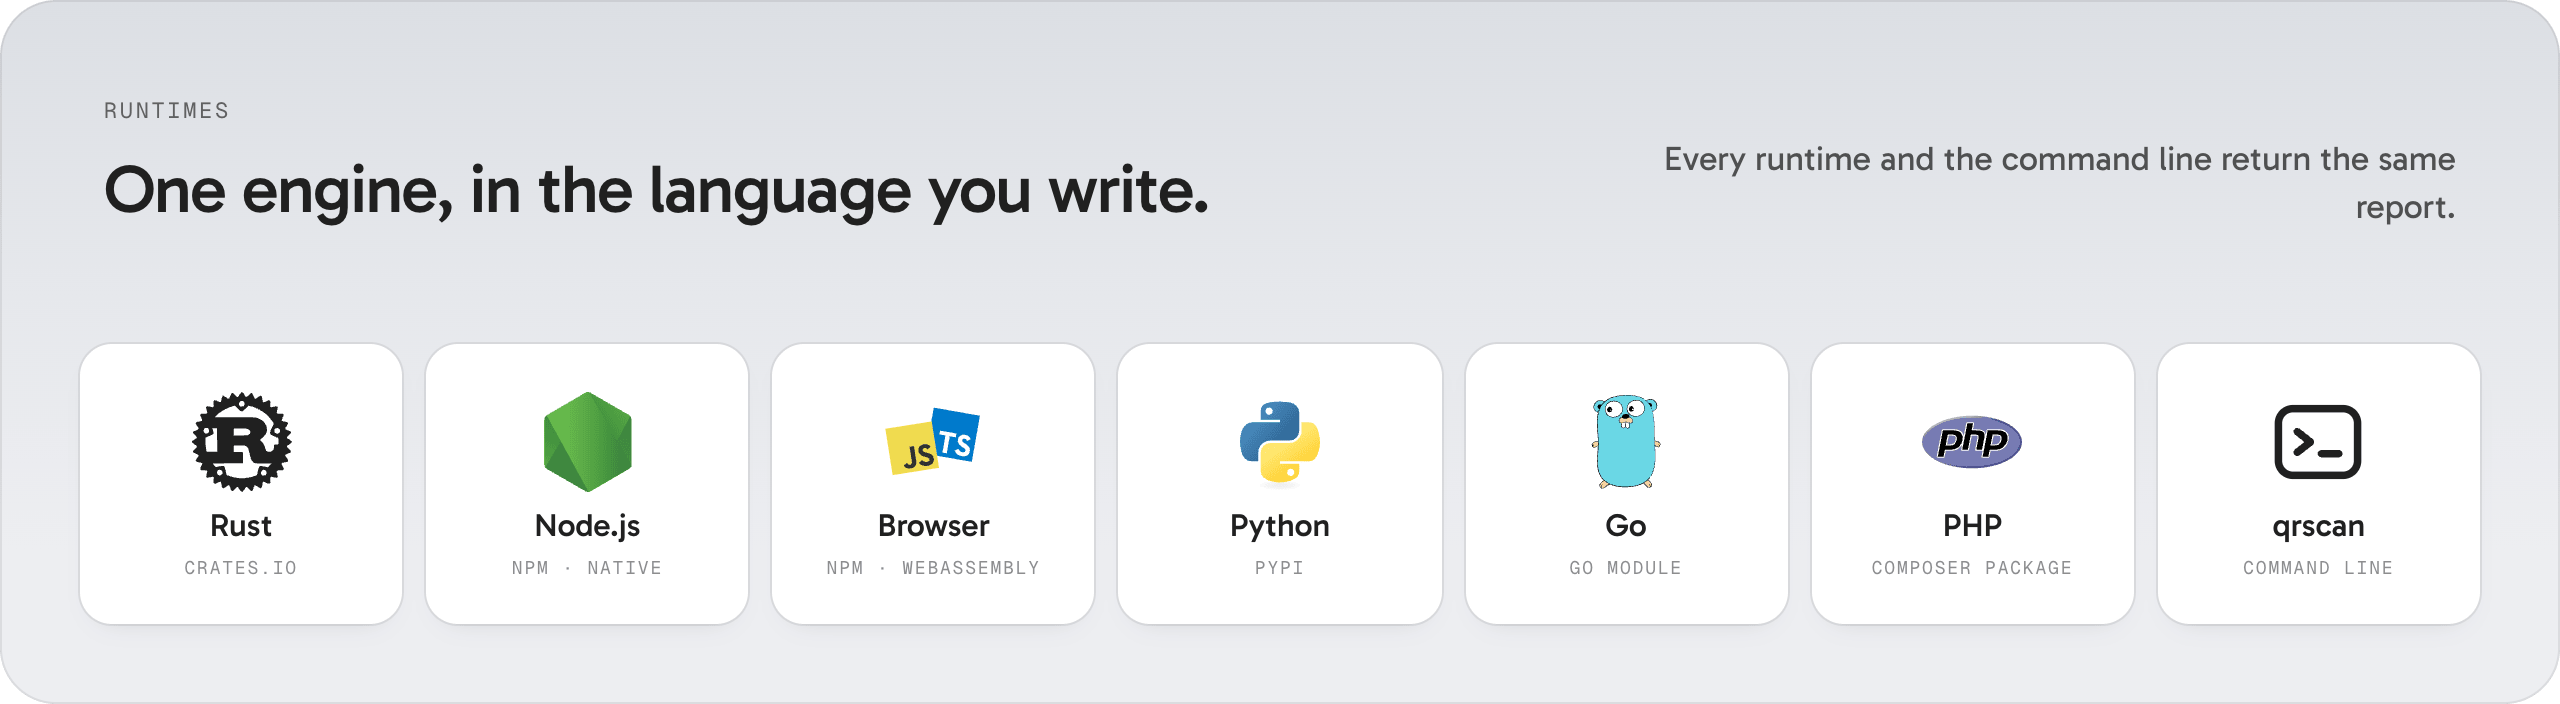 RUNTIMES
One engine, in the language you write.
Every runtime and the command line return the same
report.
R
JS
TS
php
>_
Rust
CRATES.IO
Node.js
NPM · NATIVE
Browser
NPM · WEBASSEMBLY
Python
PYPI
Go
GO MODULE
PHP
COMPOSER PACKAGE
qrscan
COMMAND LINE